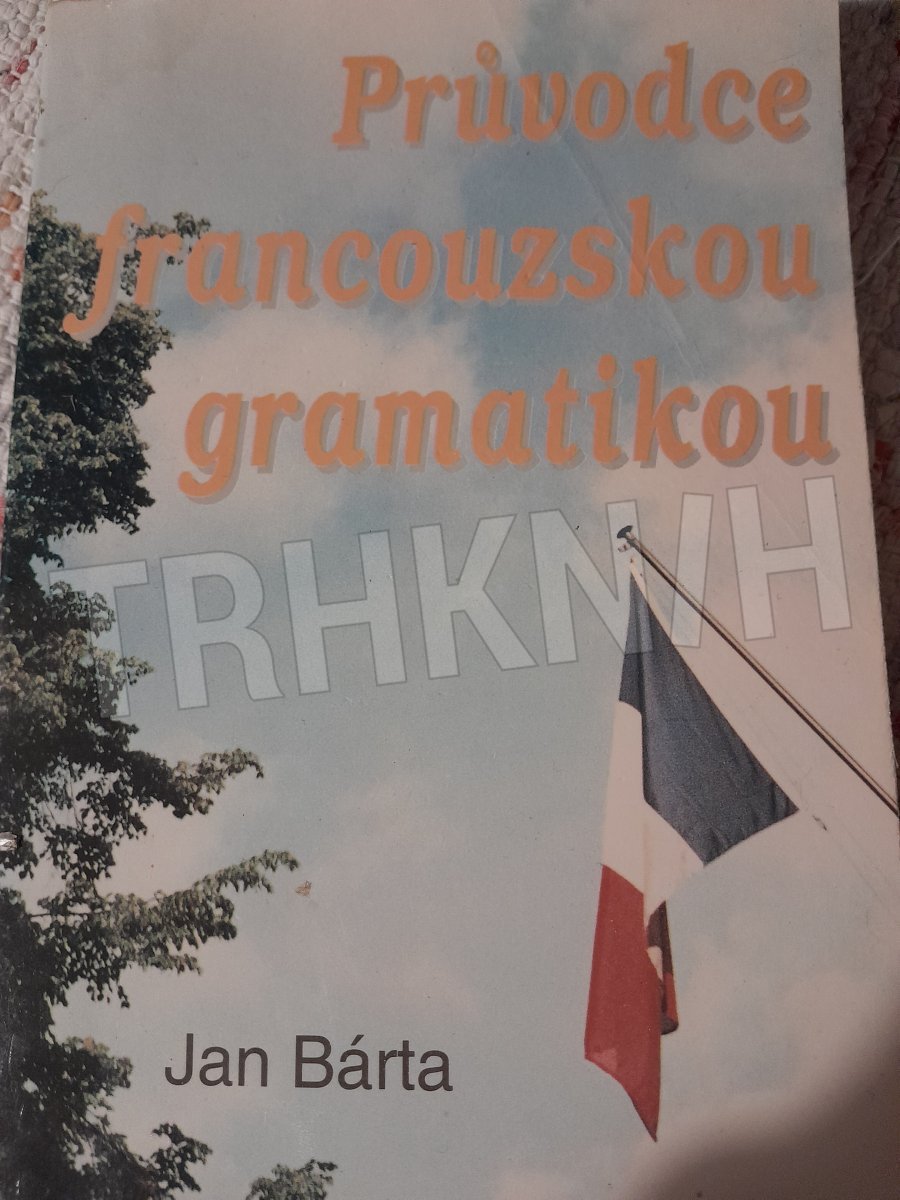 Průvodce
francouzskou
gramatikou
TRHKNIH
Jan Bárta